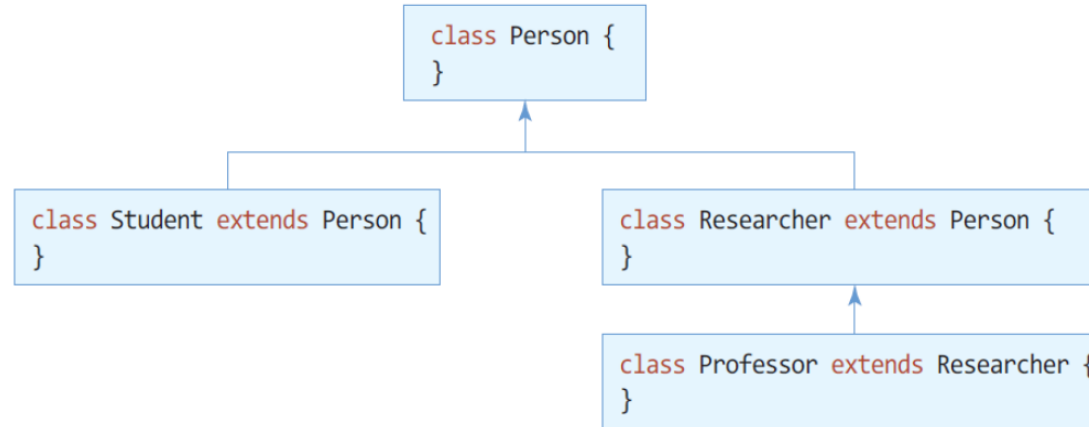 class Person {
}
class Student extends Person {
}
class Researcher extends Person {
}
class Professor extends Researcher {
}